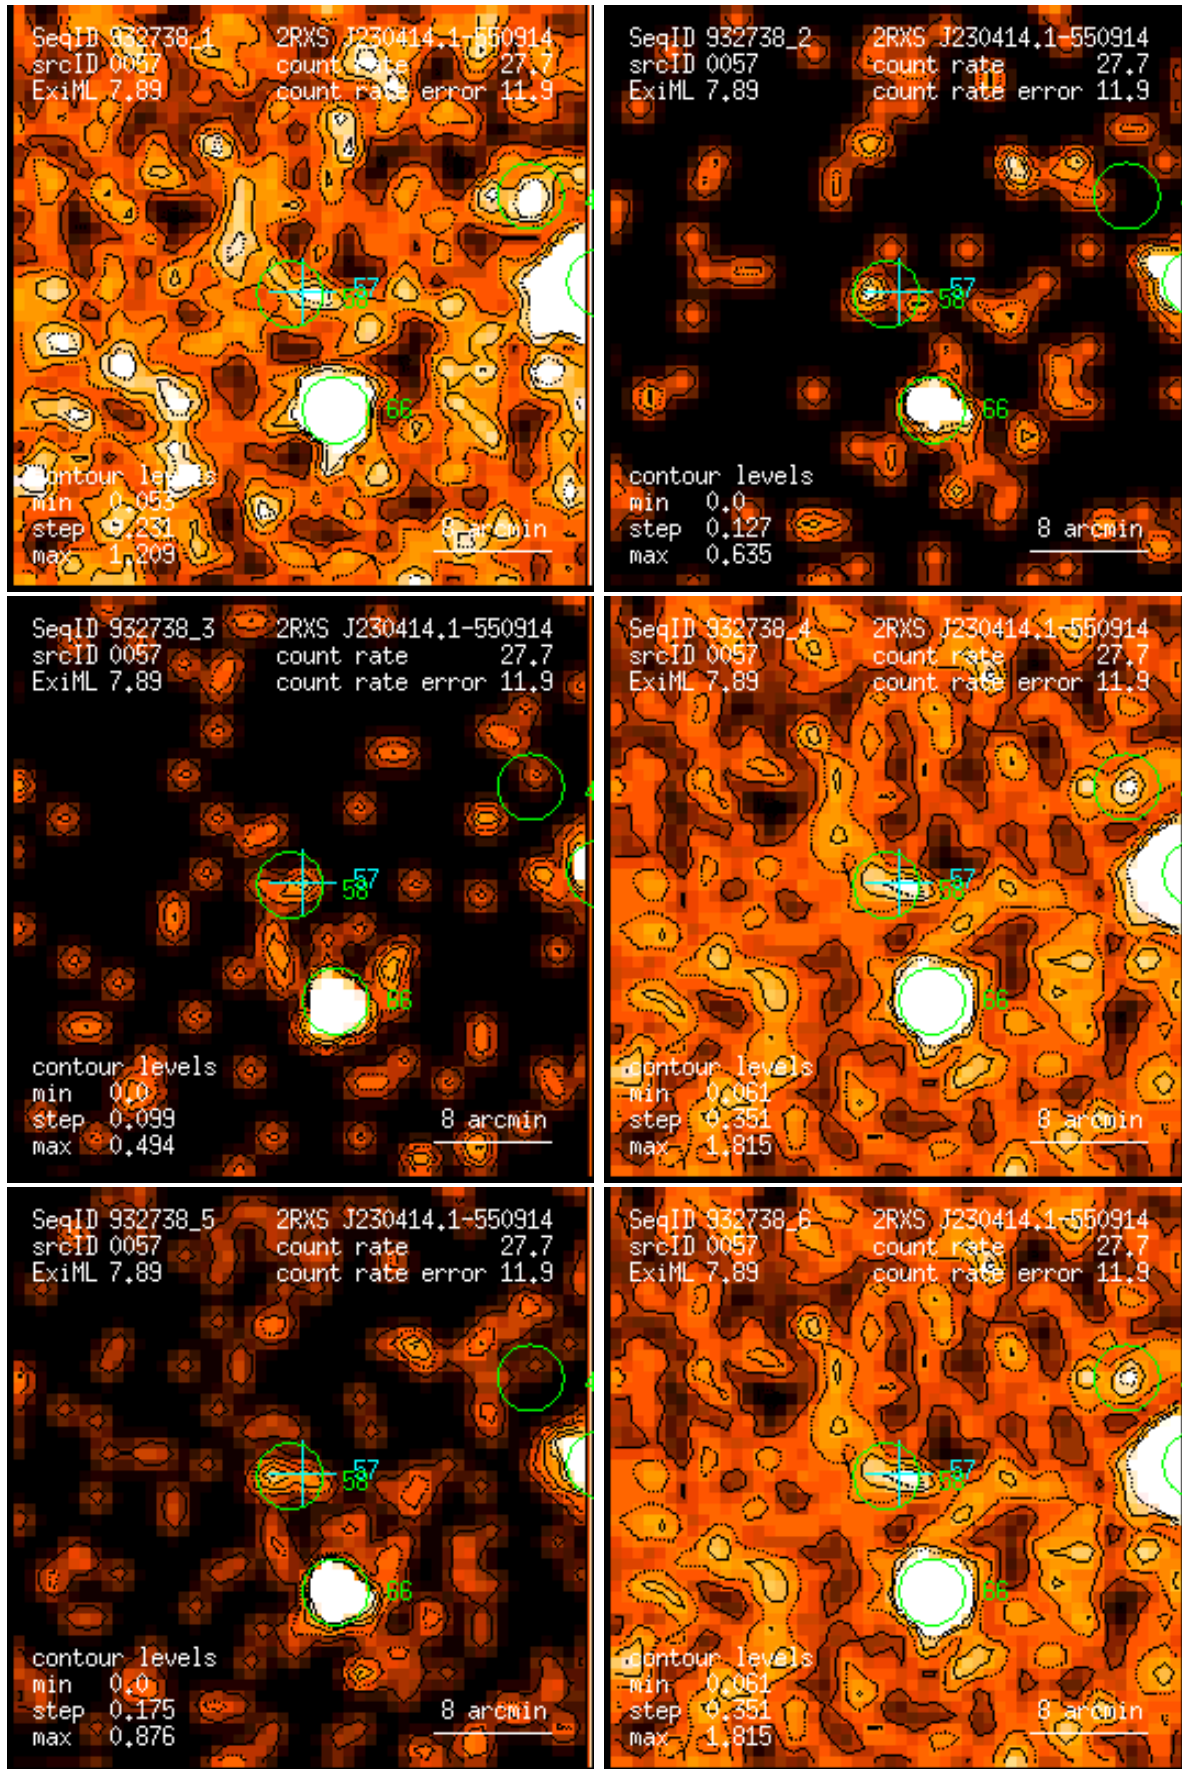 SeqID 932738_1 2RXS J230414.1-550914
srcID 0057 count rate 27.7
ExiML 7.89 count rate error 11.9
57
58
66
contour levels
min 0.053
step 0.231
max 1.209
8 arcmin
SeqID 932738_2 2RXS J230414.1-550914
srcID 0057 count rate 27.7
ExiML 7.89 count rate error 11.9
57
58
66
contour levels
min 0.0
step 0.127
max 0.635
8 arcmin
SeqID 932738_3 2RXS J230414.1-550914
srcID 0057 count rate 27.7
ExiML 7.89 count rate error 11.9
57
58
66
contour levels
min 0.0
step 0.099
max 0.494
8 arcmin
SeqID 932738_4 2RXS J230414.1-550914
srcID 0057 count rate 27.7
ExiML 7.89 count rate error 11.9
57
58
66
contour levels
min 0.061
step 0.351
max 1.815
8 arcmin
SeqID 932738_5 2RXS J230414.1-550914
srcID 0057 count rate 27.7
ExiML 7.89 count rate error 11.9
57
58
66
contour levels
min 0.0
step 0.175
max 0.876
8 arcmin
SeqID 932738_6 2RXS J230414.1-550914
srcID 0057 count rate 27.7
ExiML 7.89 count rate error 11.9
57
58
66
contour levels
min 0.061
step 0.351
max 1.815
8 arcmin